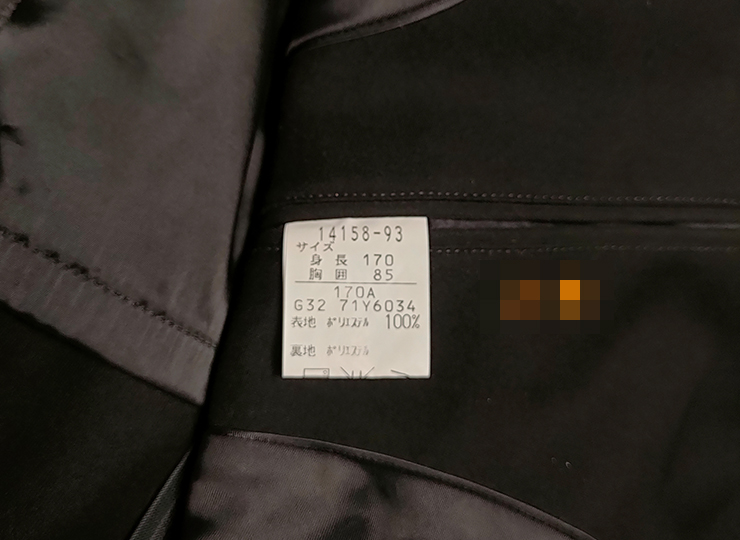 14158-93
サイズ
身長 170
胸囲 85
170A
G32 71Y6034
表地 ポリエステル 100%
裏地 ポリエステル